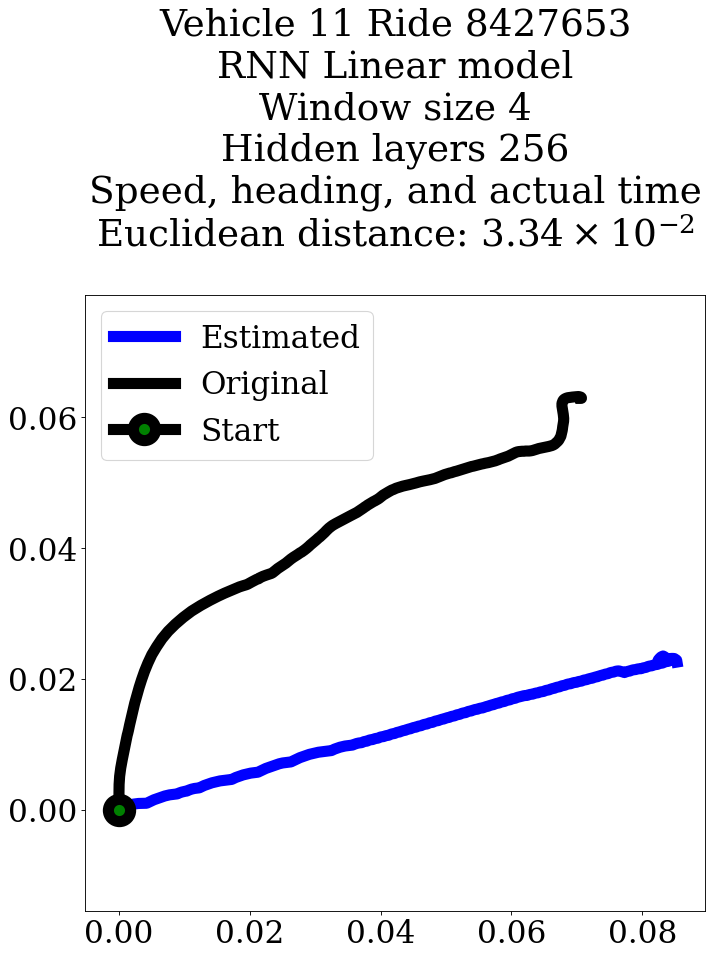 Vehicle 11 Ride 8427653
RNN Linear model
Window size 4
Hidden layers 256
Speed, heading, and actual time
Euclidean distance: 3.34 × 10⁻²
Estimated
Original
Start
0.06
0.04
0.02
0.00
0.00 0.02 0.04 0.06 0.08